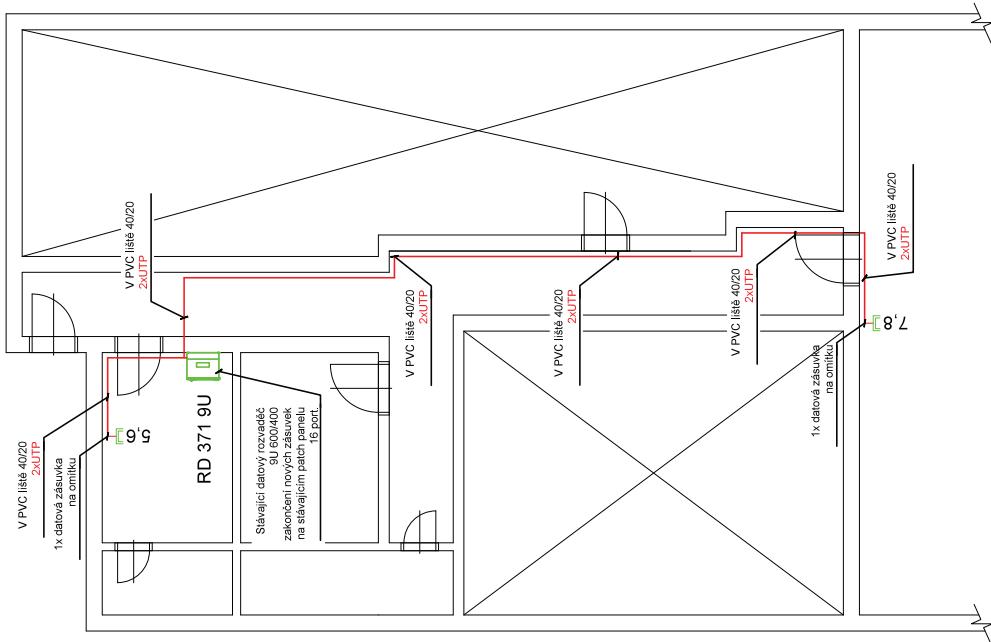 V PVC liště 40/20
2xUTP
1x datová zásuvka
na omítku
5,6
V PVC liště 40/20
2xUTP
RD 371 9U
Stávající datový rozvaděč
9U 600/400
zakončení nových zásuvek
na stávajícím patch panelu
16 port.
V PVC liště 40/20
2xUTP
V PVC liště 40/20
2xUTP
V PVC liště 40/20
2xUTP
1x datová zásuvka
na omítku
7,8
V PVC liště 40/20
2xUTP